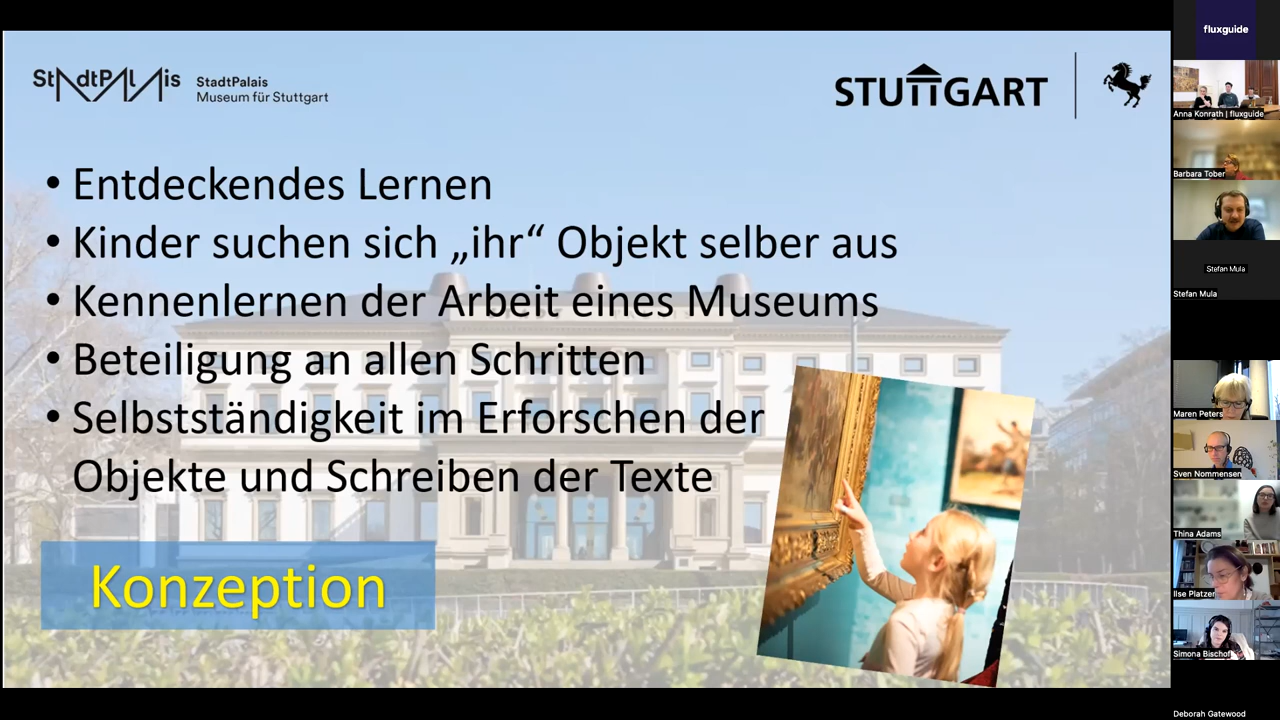 StadtPalais
StadtPalais
Museum für Stuttgart
STUTTGART
• Entdeckendes Lernen
• Kinder suchen sich „ihr“ Objekt selber aus
• Kennenlernen der Arbeit eines Museums
• Beteiligung an allen Schritten
• Selbstständigkeit im Erforschen der
Objekte und Schreiben der Texte
Konzeption
fluxguide
Anna Konrath | fluxguide
Barbara Tober
Stefan Mula
Stefan Mula
Maren Peters
Sven Nommensen
Thina Adams
Ilse Platzer
Simona Bischof
Deborah Gatewood